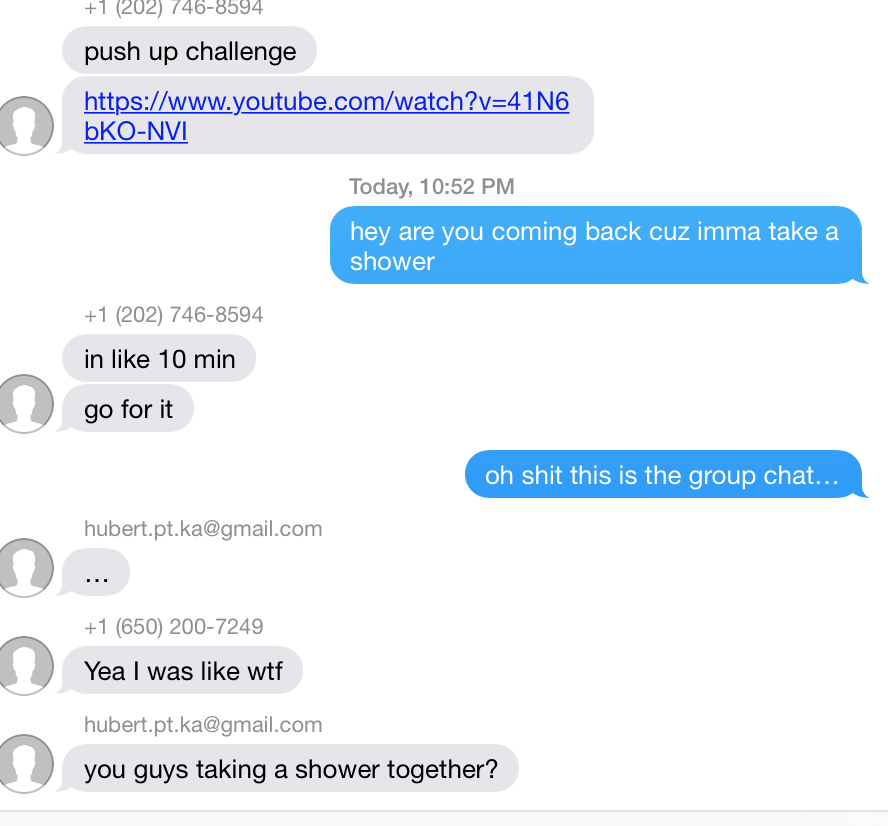 +1 (202) 746-8594
push up challenge
https://www.youtube.com/watch?v=41N6
bKO-NVI
Today, 10:52 PM
hey are you coming back cuz imma take a
shower
+1 (202) 746-8594
in like 10 min
go for it
oh shit this is the group chat...
hubert.pt.ka@gmail.com
...
+1 (650) 200-7249
Yea I was like wtf
hubert.pt.ka@gmail.com
you guys taking a shower together?